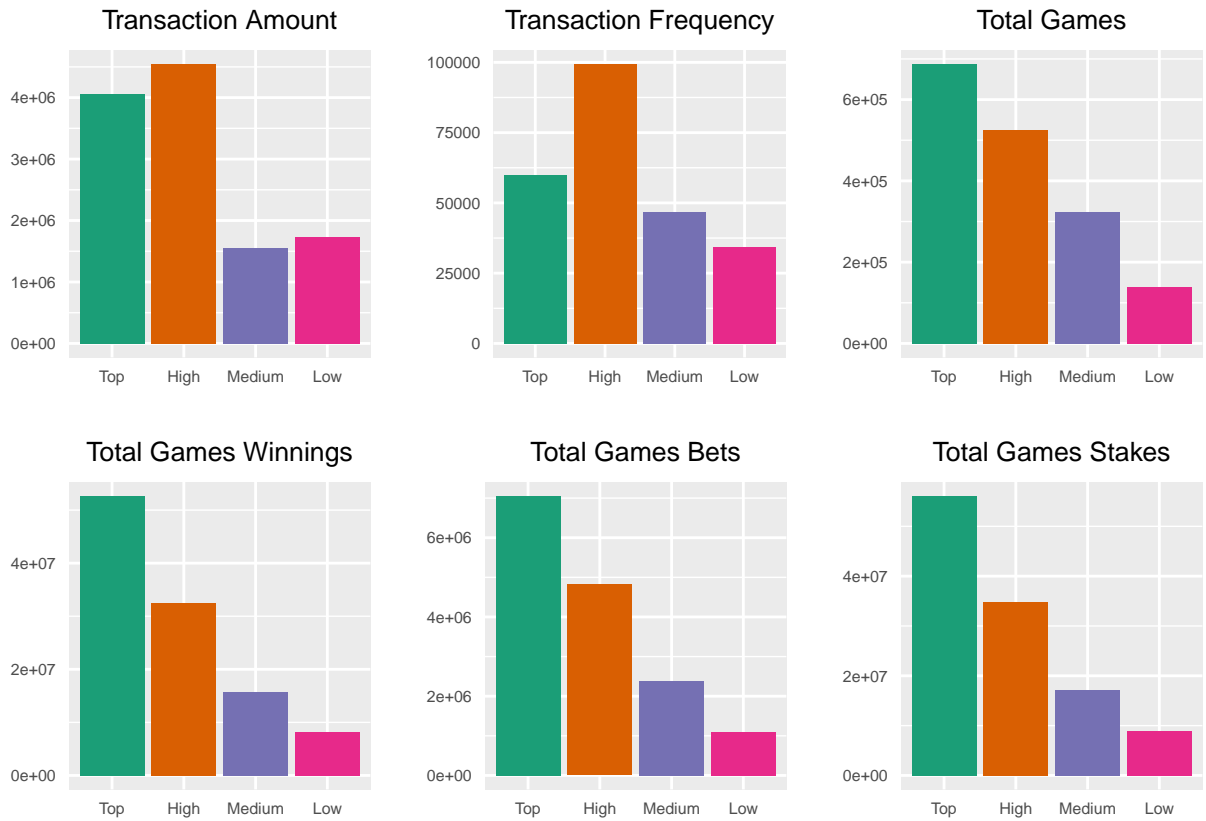 Transaction Amount
4e+06
3e+06
2e+06
1e+06
0e+00
Top High Medium Low
Transaction Frequency
100000
75000
50000
25000
0
Top High Medium Low
Total Games
6e+05
4e+05
2e+05
0e+00
Top High Medium Low
Total Games Winnings
4e+07
2e+07
0e+00
Top High Medium Low
Total Games Bets
6e+06
4e+06
2e+06
0e+00
Top High Medium Low
Total Games Stakes
4e+07
2e+07
0e+00
Top High Medium Low